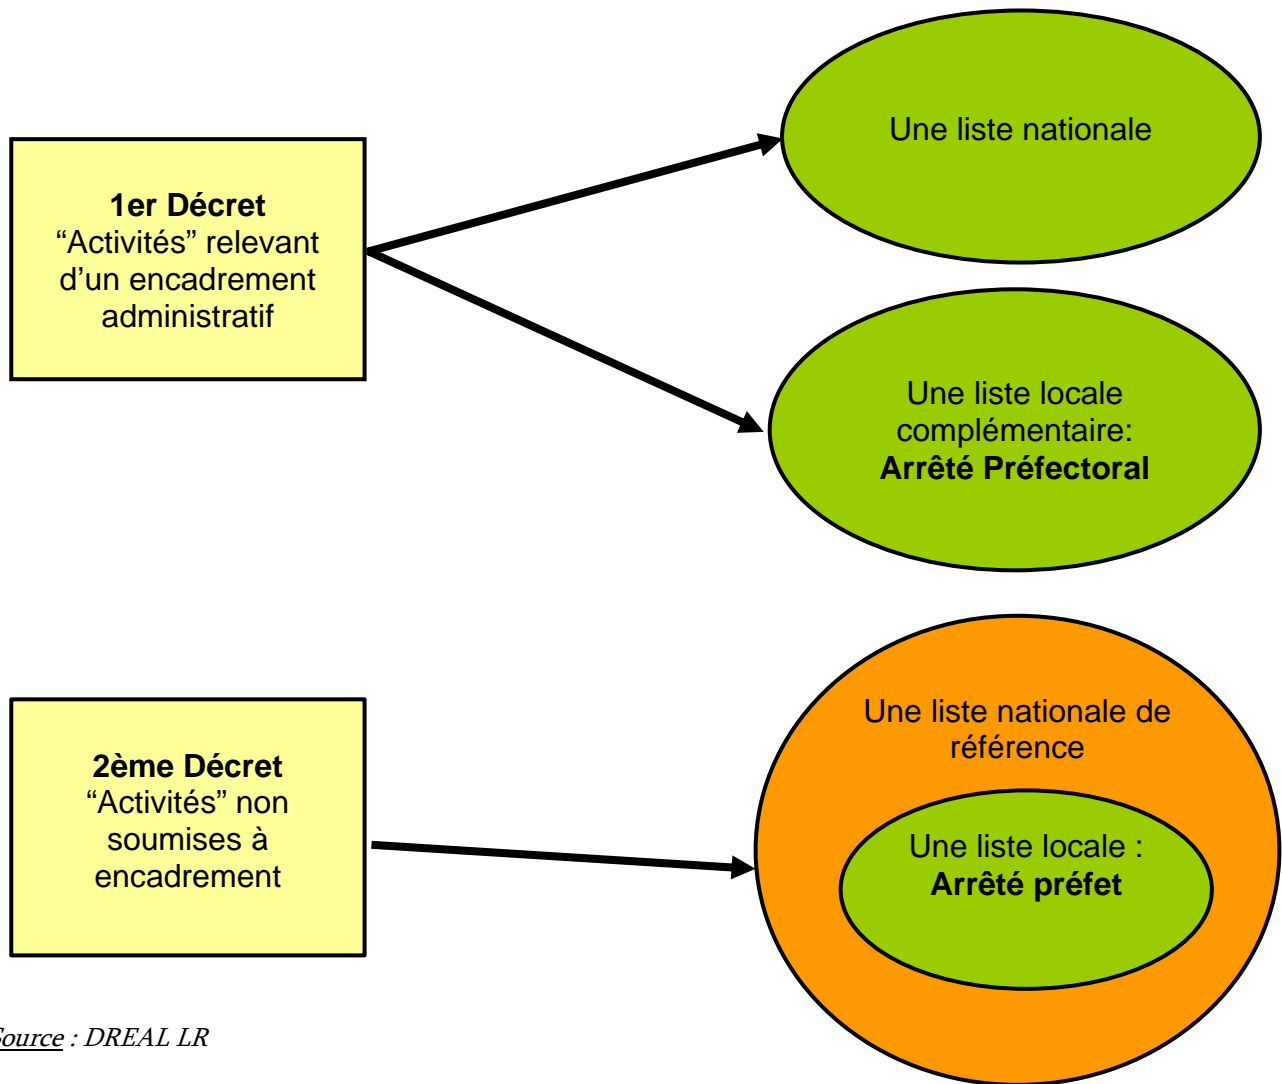 1er Décret
“Activités” relevant
d’un encadrement
administratif
Une liste nationale
Une liste locale
complémentaire:
Arrêté Préfectoral
2ème Décret
“Activités” non
soumises à
encadrement
Une liste nationale de
référence
Une liste locale :
Arrêté préfet
Source : DREAL LR